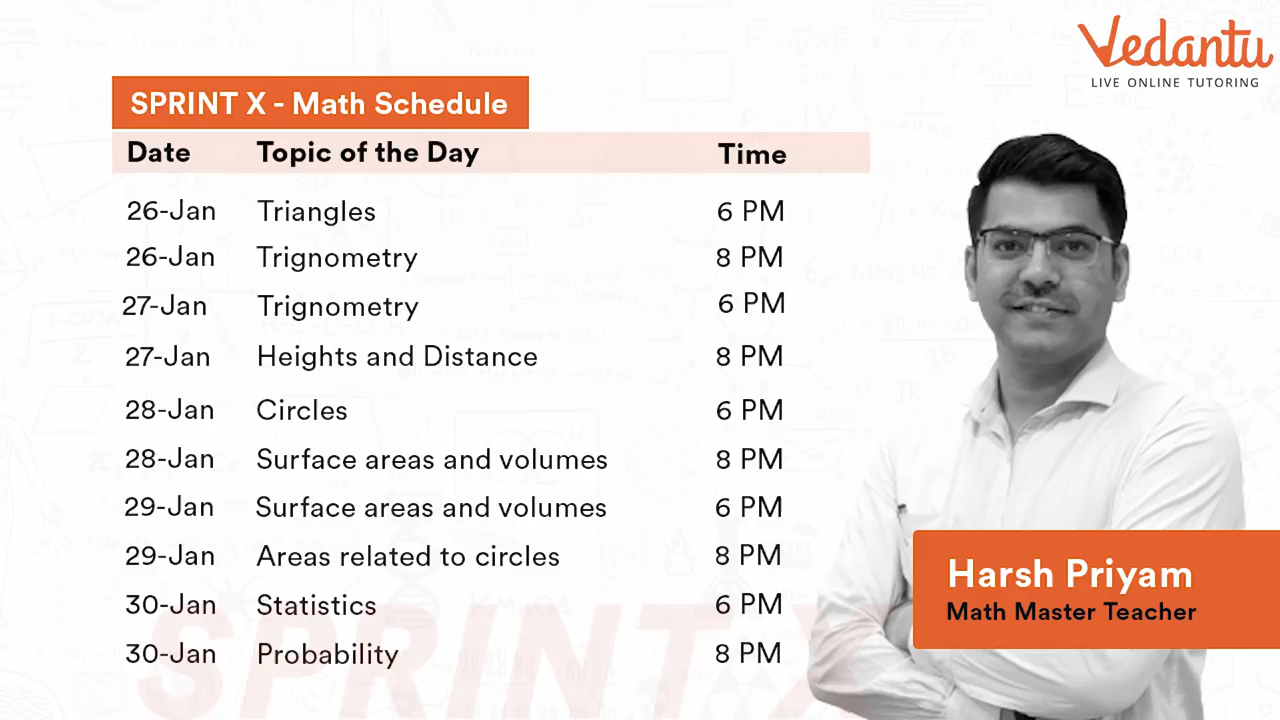 Vedantu
LIVE ONLINE TUTORING
SPRINT X - Math Schedule
Date Topic of the Day Time
26-Jan Triangles 6 PM
26-Jan Trignometry 8 PM
27-Jan Trignometry 6 PM
27-Jan Heights and Distance 8 PM
28-Jan Circles 6 PM
28-Jan Surface areas and volumes 8 PM
29-Jan Surface areas and volumes 6 PM
29-Jan Areas related to circles 8 PM
30-Jan Statistics 6 PM
30-Jan Probability 8 PM
Harsh Priyam
Math Master Teacher
SPRINT X